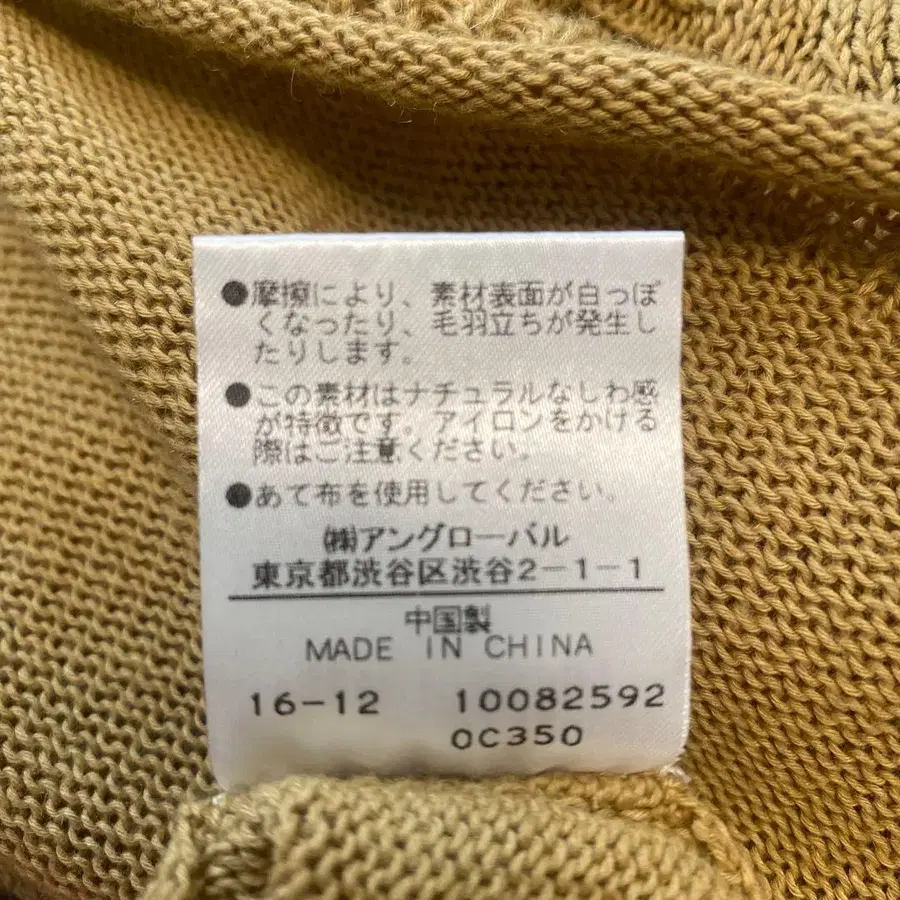 ●摩擦により、素材表面が白っぽ
くなったり、毛羽立ちが発生し
たりします。
●この素材はナチュラルなしわ感
が特徴です。アイロンをかける
際はご注意ください。
●あて布を使用してください。
㈱アングローバル
東京都渋谷区渋谷2-1-1
中国製
MADE IN CHINA
16-12 100825920
0C350